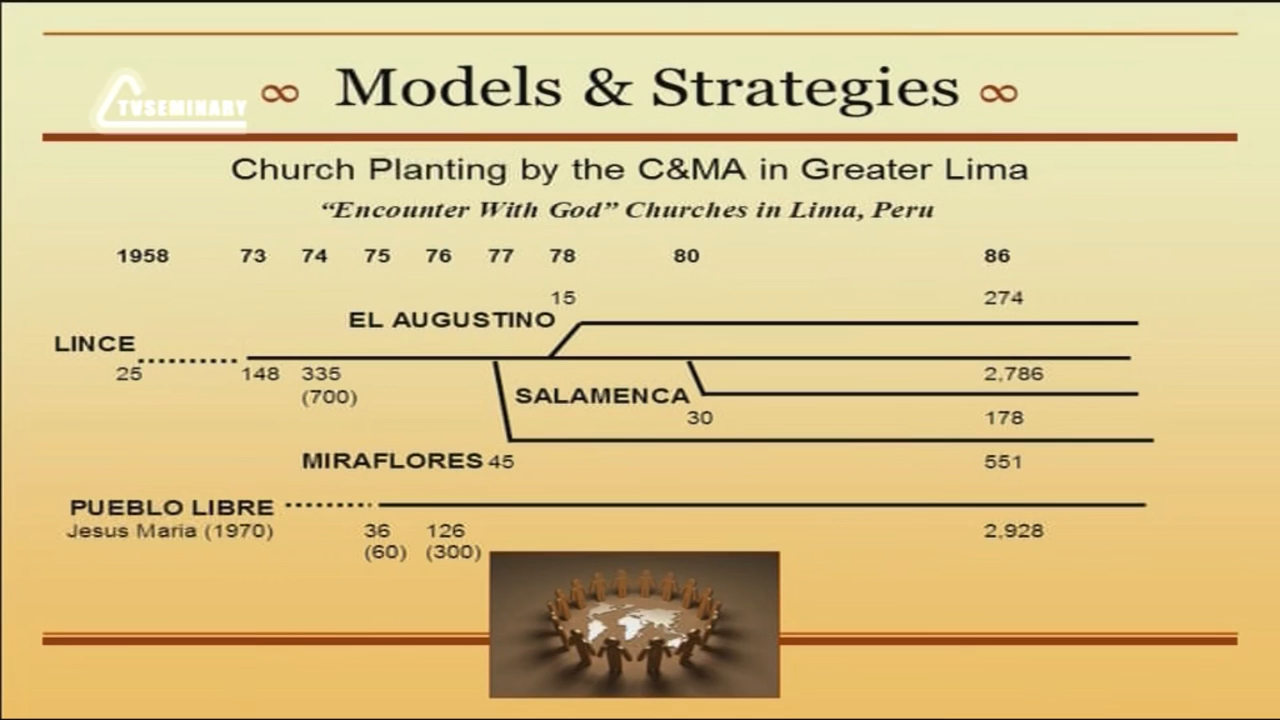 TVSEMINARY
∞ Models & Strategies ∞
Church Planting by the C&MA in Greater Lima
“Encounter With God” Churches in Lima, Peru
1958 73 74 75 76 77 78 80 86
15 274
EL AUGUSTINO
LINCE
25 148 335 2,786
(700)
SALAMENCA
30 178
MIRAFLORES 45 551
PUEBLO LIBRE
Jesus Maria (1970) 36 126 2,928
(60) (300)